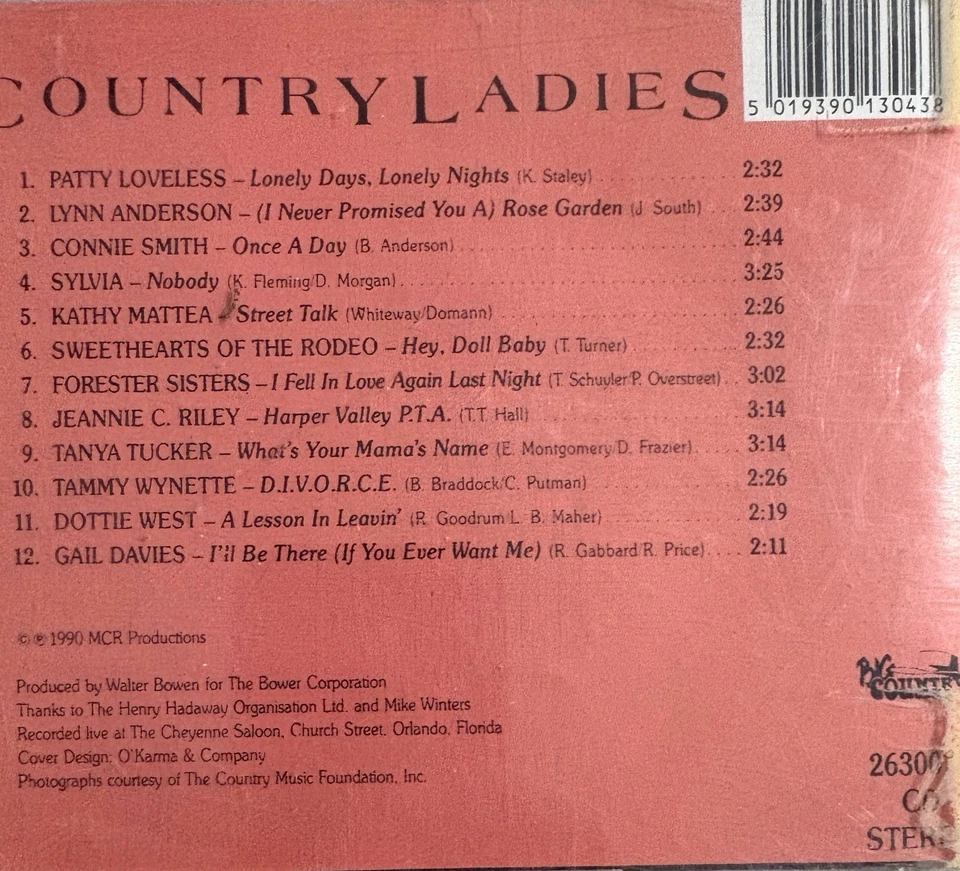 COUNTRY LADIES
5 019390 130438
1. PATTY LOVELESS – Lonely Days, Lonely Nights (K. Staley) 2:32
2. LYNN ANDERSON – (I Never Promised You A) Rose Garden (J South) 2:39
3. CONNIE SMITH – Once A Day (B. Anderson) 2:44
4. SYLVIA – Nobody (K. Fleming/D. Morgan) 3:25
5. KATHY MATTEA – Street Talk (Whiteway/Domann) 2:26
6. SWEETHEARTS OF THE RODEO – Hey, Doll Baby (T. Turner) 2:32
7. FORESTER SISTERS – I Fell In Love Again Last Night (T. Schuyler/P. Overstreet) 3:02
8. JEANNIE C. RILEY – Harper Valley P.T.A. (T.T. Hall) 3:14
9. TANYA TUCKER – What's Your Mama's Name (E. Montgomery/D. Frazier) 3:14
10. TAMMY WYNETTE – D.I.V.O.R.C.E. (B. Braddock/C. Putman) 2:26
11. DOTTIE WEST – A Lesson In Leavin' (R. Goodrum L. B. Maher) 2:19
12. GAIL DAVIES – I'll Be There (If You Ever Want Me) (R. Gabbard/R. Price) 2:11
© ℗ 1990 MCR Productions
Produced by Walter Bowen for The Bower Corporation
Thanks to The Henry Hadaway Organisation Ltd. and Mike Winters
Recorded live at The Cheyenne Saloon, Church Street, Orlando, Florida
Cover Design: O'Karma & Company
Photographs courtesy of The Country Music Foundation, Inc.
COUNTRY
26300